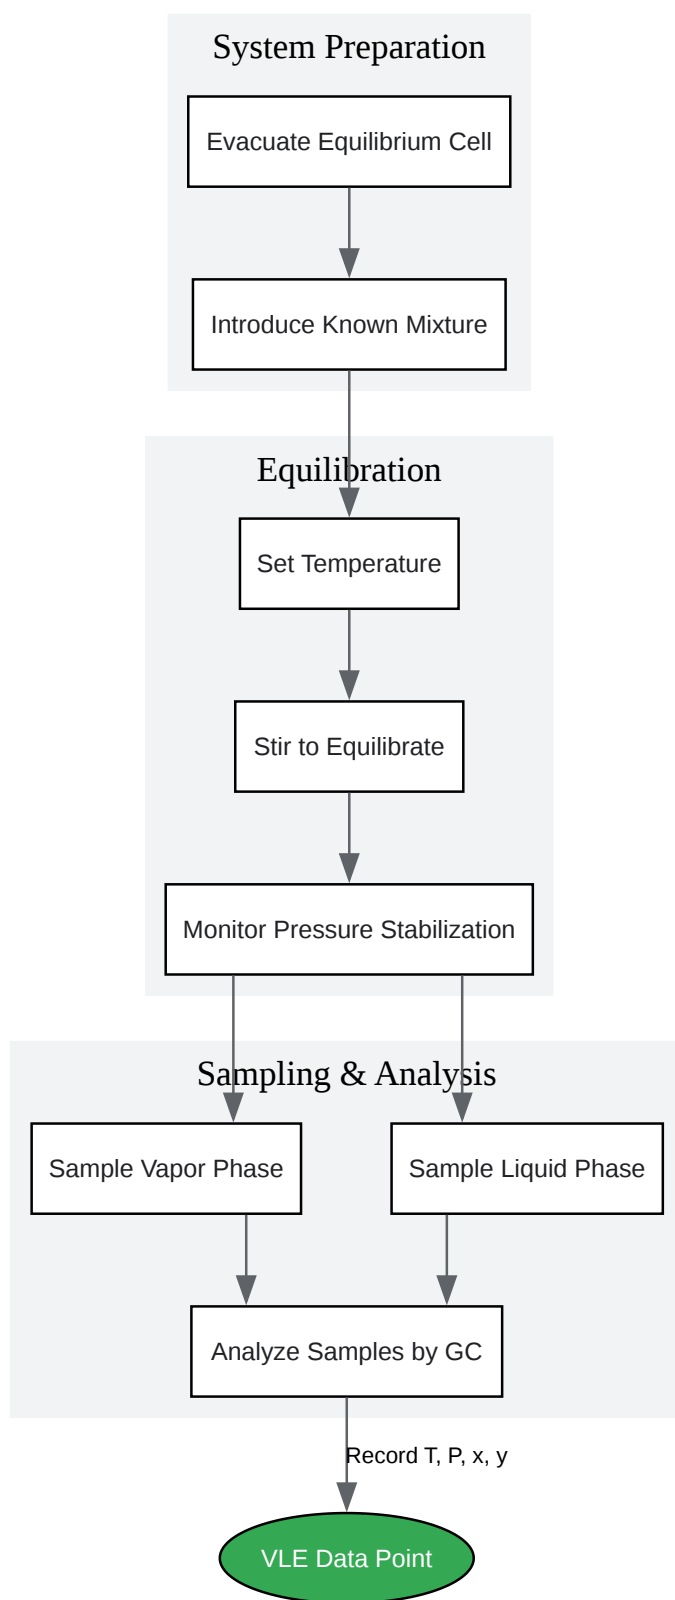 System Preparation
Evacuate Equilibrium Cell
Introduce Known Mixture
Equilibration
Set Temperature
Stir to Equilibrate
Monitor Pressure Stabilization
Sampling & Analysis
Sample Vapor Phase
Sample Liquid Phase
Analyze Samples by GC
Record T, P, x, y
VLE Data Point